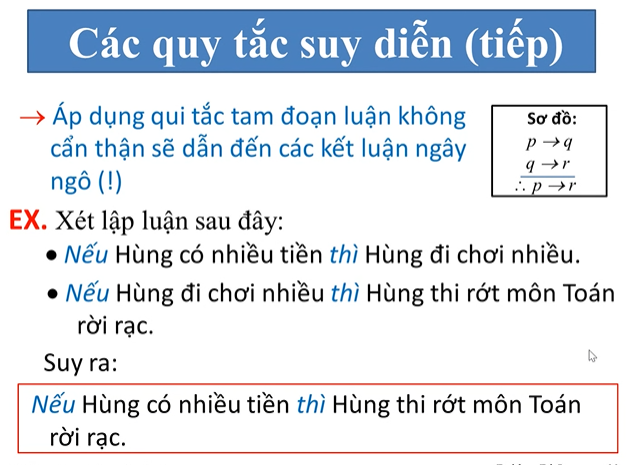 Các quy tắc suy diễn (tiếp)
→ Áp dụng qui tắc tam đoạn luận không
cẩn thận sẽ dẫn đến các kết luận ngây
ngô (!)
Sơ đồ:
p → q
q → r
∴ p → r
EX. Xét lập luận sau đây:
• Nếu Hùng có nhiều tiền thì Hùng đi chơi nhiều.
• Nếu Hùng đi chơi nhiều thì Hùng thi rớt môn Toán
rời rạc.
Suy ra:
Nếu Hùng có nhiều tiền thì Hùng thi rớt môn Toán
rời rạc.